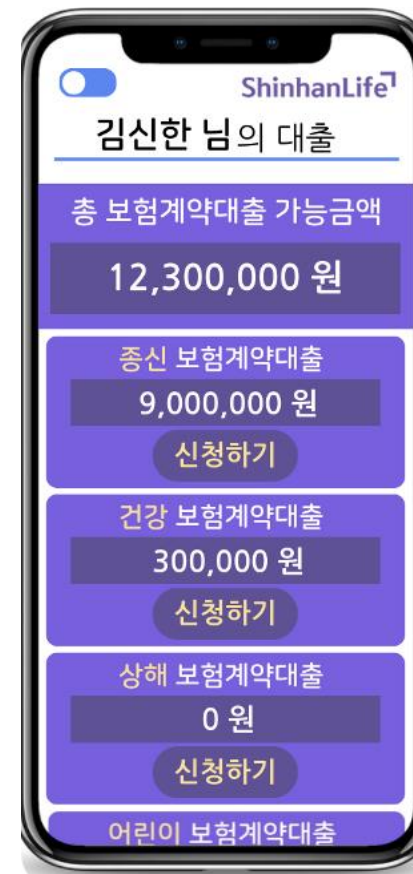 ShinhanLife
김신한 님의 대출
총 보험계약대출 가능금액
12,300,000 원
종신 보험계약대출
9,000,000 원
신청하기
건강 보험계약대출
300,000 원
신청하기
상해 보험계약대출
0 원
신청하기
어린이 보험계약대출